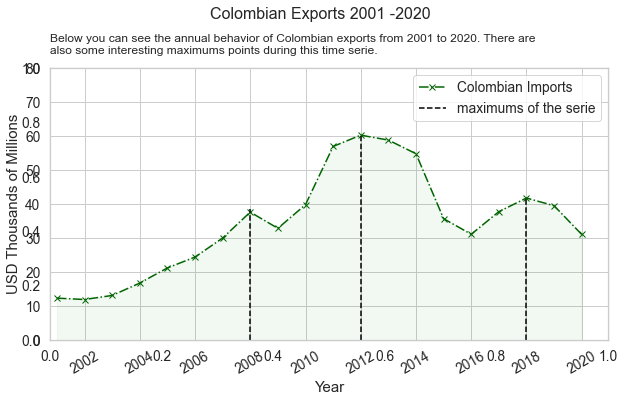 Colombian Exports 2001 -2020
Below you can see the annual behavior of Colombian exports from 2001 to 2020. There are
also some interesting maximums points during this time serie.
Colombian Imports
maximums of the serie
USD Thousands of Millions
80
1.0
70
0.8
60
50
0.6
40
0.4
30
20
0.2
10
0
0.0
0.0 2002 2004 0.2 2006 2008 0.4 2010 2012 0.6 2014 2016 0.8 2018 2020 1.0
Year